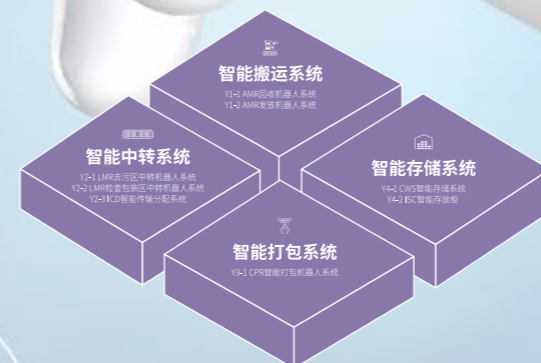 智能搬运系统
Y1-1 AMR回收机器人系统
Y1-2 AMR发放机器人系统
智能中转系统
Y2-1 LMR去污区中转机器人系统
Y2-2 LMR检查包装区中转机器人系统
Y2-3 ICD智能传输分配系统
智能存储系统
Y4-1 CWS智能存储系统
Y4-2 ISC智能存放柜
智能打包系统
Y3-1 CPR智能打包机器人系统